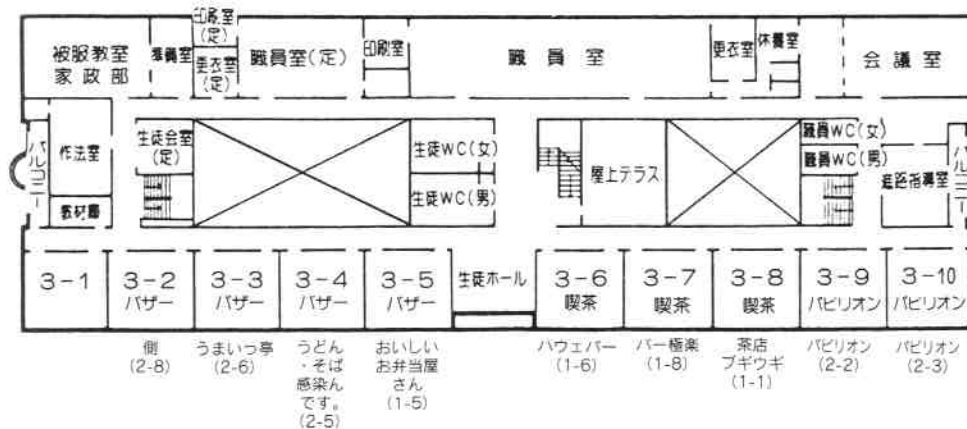 被服教室
家政部
準備室
印刷室
(定)
更衣室
(定)
職員室(定)
印刷室
職員室
更衣室
休養室
会議室
バルコニー
作法室
教材庫
生徒会室
(定)
生徒WC(女)
生徒WC(男)
屋上テラス
職員WC(女)
職員WC(男)
進路指導室
バルコニー
3-1
3-2
バザー
3-3
バザー
3-4
バザー
3-5
バザー
生徒ホール
3-6
喫茶
3-7
喫茶
3-8
喫茶
3-9
パビリオン
3-10
パビリオン
側
(2-8)
うまいっ亭
(2-6)
うどん
・そば
感染ん
です。
(2-5)
おいしい
お弁当屋
さん
(1-5)
ハウェバー
(1-6)
バー極楽
(1-8)
茶店
ブギウギ
(1-1)
パビリオン
(2-2)
パビリオン
(2-3)